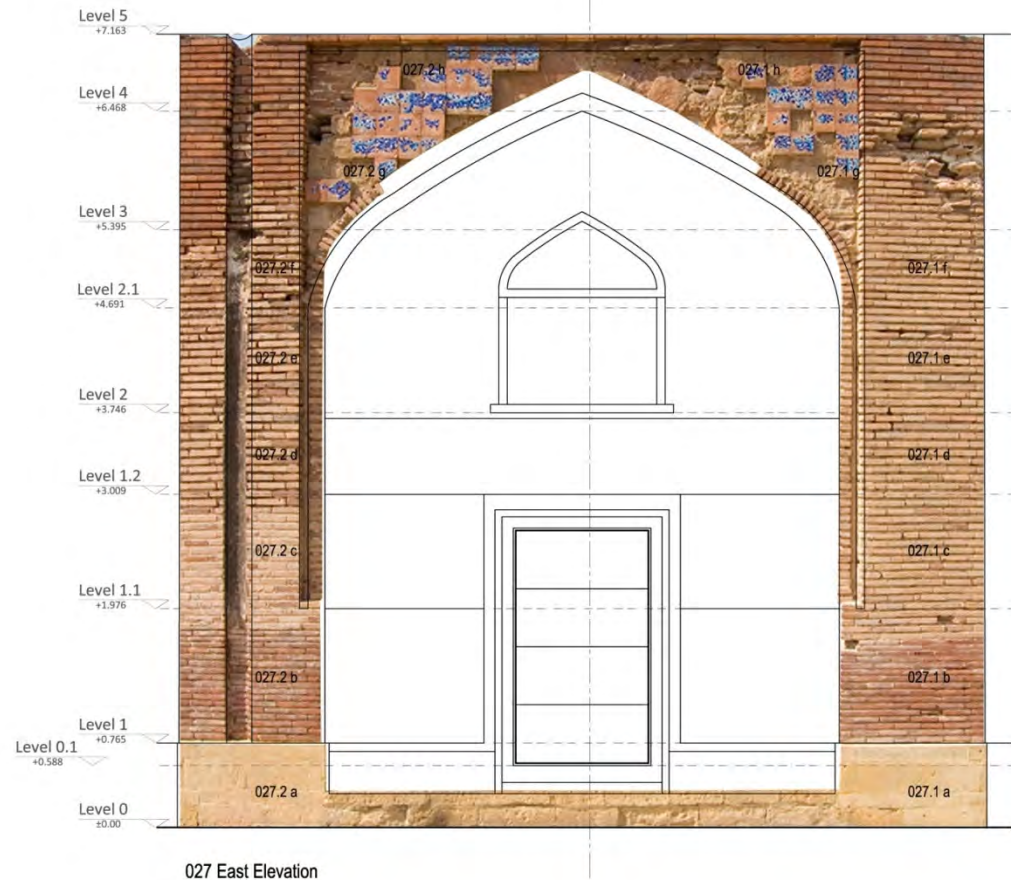 Level 5
+7.163
027.2 h
027.1 h
Level 4
+6.468
027.2 g
027.1 g
Level 3
+5.395
027.2 f
027.1 f
Level 2.1
+4.691
027.2 e
027.1 e
Level 2
+3.746
027.2 d
027.1 d
Level 1.2
+3.009
027.2 c
027.1 c
Level 1.1
+1.976
027.2 b
027.1 b
Level 1
+0.765
Level 0.1
+0.588
027.2 a
027.1 a
Level 0
±0.00
027 East Elevation